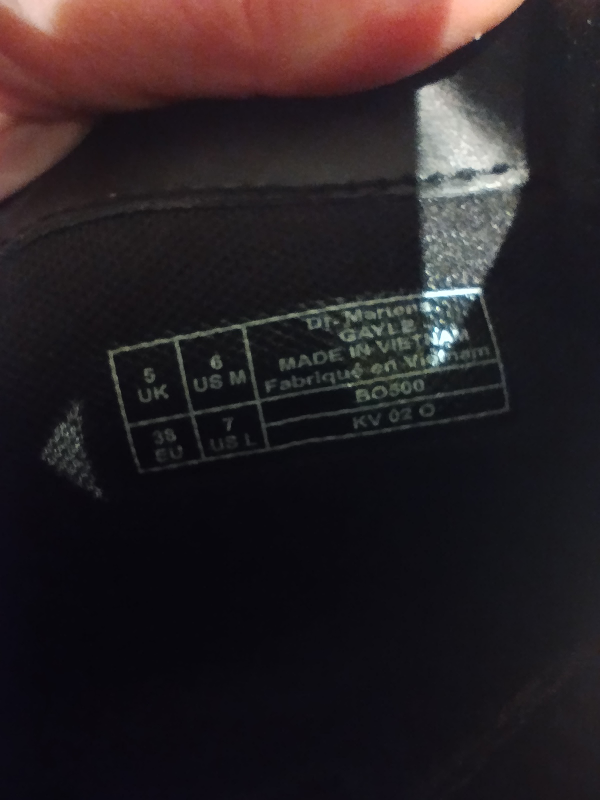 5
UK
6
US M
38
EU
7
US L
Dr. Martens
GAYLE
MADE IN VIETNAM
Fabriqué en Vietnam
BO500
KV 02 O